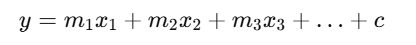 y = m₁x₁ + m₂x₂ + m₃x₃ + … + c